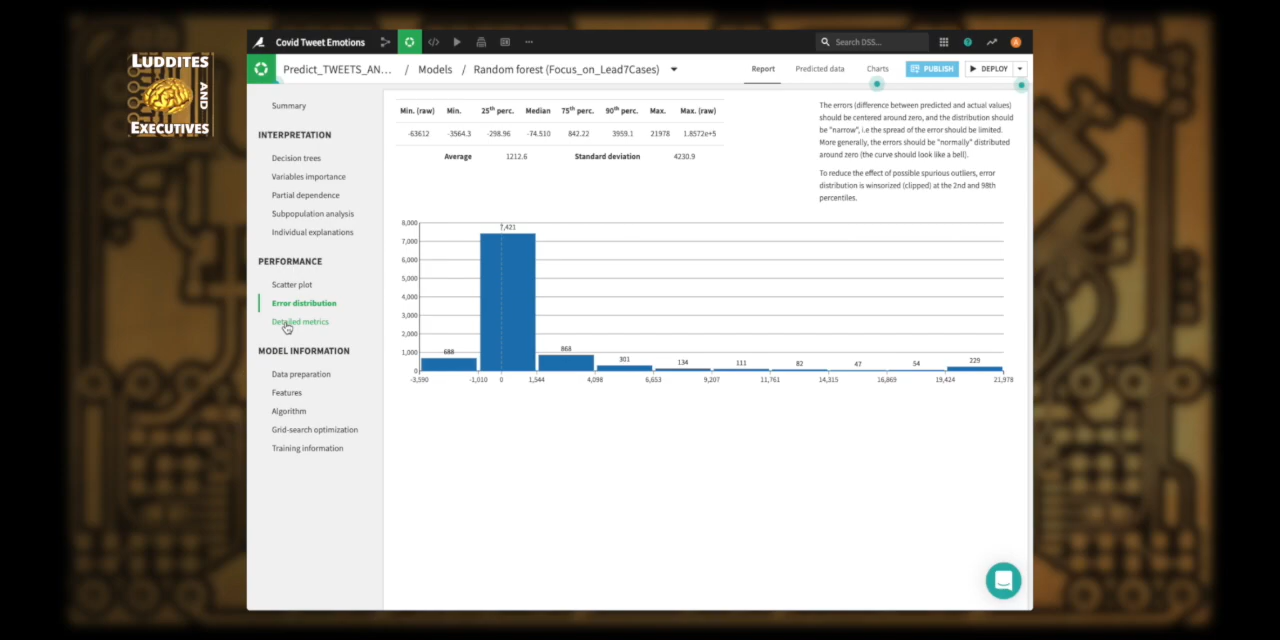 LUDDITES
AND
EXECUTIVES
Covid Tweet Emotions
Search DSS...
Predict_TWEETS_AN... / Models / Random forest (Focus_on_Lead7Cases)
Report
Predicted data
Charts
PUBLISH
DEPLOY
Summary
INTERPRETATION
Decision trees
Variables importance
Partial dependence
Subpopulation analysis
Individual explanations
PERFORMANCE
Scatter plot
Error distribution
Detailed metrics
MODEL INFORMATION
Data preparation
Features
Algorithm
Grid-search optimization
Training information
Min. (raw) Min. 25th perc. Median 75th perc. 90th perc. Max. Max. (raw)
-63612 -3564.3 -298.96 -74.510 842.22 3959.1 21978 1.8572e+5
Average 1212.6 Standard deviation 4230.9
The errors (difference between predicted and actual values)
should be centered around zero, and the distribution should
be "narrow", i.e the spread of the error should be limited.
More generally, the errors should be "normally" distributed
around zero (the curve should look like a bell).
To reduce the effect of possible spurious outliers, error
distribution is winsorized (clipped) at the 2nd and 98th
percentiles.
8,000
7,000
6,000
5,000
4,000
3,000
2,000
1,000
0
688 7,421 868 301 134 111 82 47 54 229
-3,590 -1,010 0 1,544 4,098 6,653 9,207 11,761 14,315 16,869 19,424 21,978